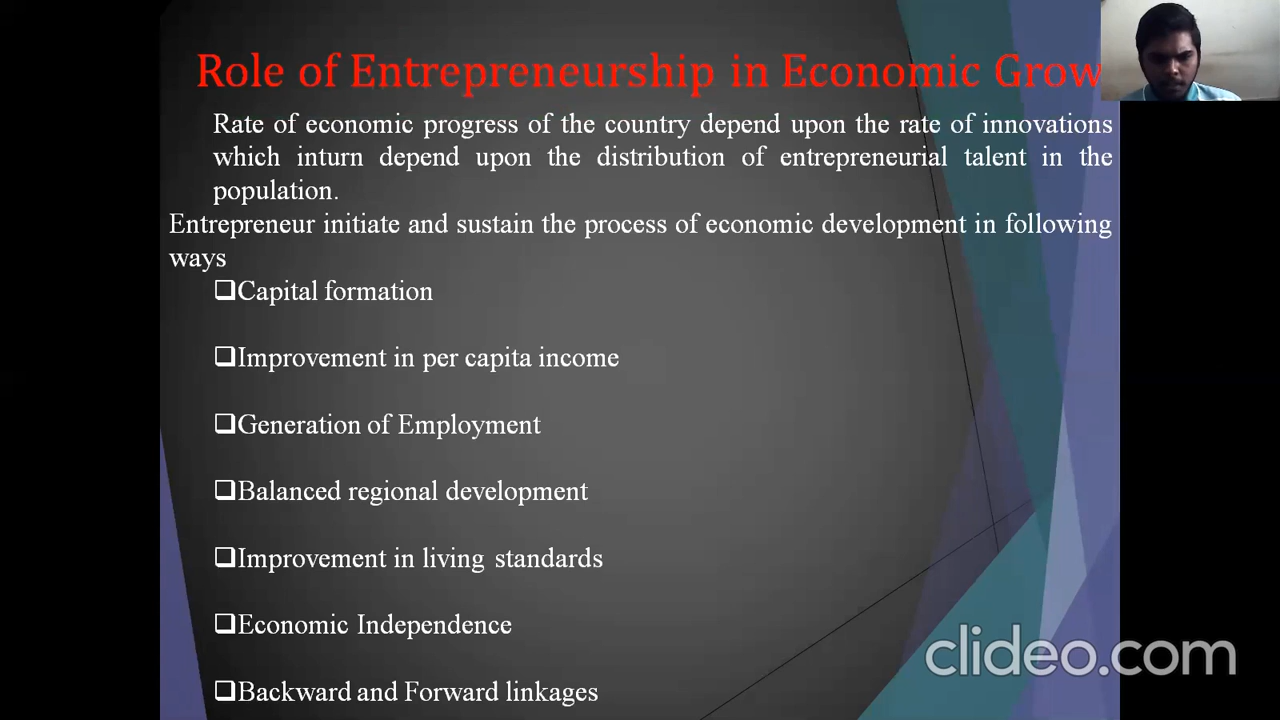 Role of Entrepreneurship in Economic Grow
Rate of economic progress of the country depend upon the rate of innovations
which inturn depend upon the distribution of entrepreneurial talent in the
population.
Entrepreneur initiate and sustain the process of economic development in following
ways
❑Capital formation
❑Improvement in per capita income
❑Generation of Employment
❑Balanced regional development
❑Improvement in living standards
❑Economic Independence
❑Backward and Forward linkages
clideo.com